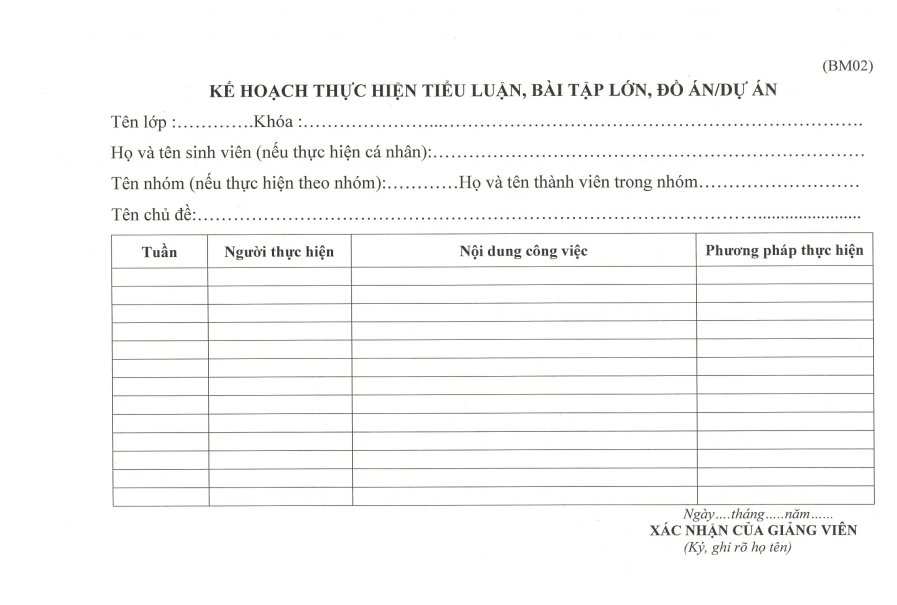 (BM02)
KẾ HOẠCH THỰC HIỆN TIỂU LUẬN, BÀI TẬP LỚN, ĐỒ ÁN/DỰ ÁN
Tên lớp :………….Khóa :…………………...………………………………………………………………….
Họ và tên sinh viên (nếu thực hiện cá nhân):…………………………………………………………………
Tên nhóm (nếu thực hiện theo nhóm):…………Họ và tên thành viên trong nhóm………………………
Tên chủ đề:……………………………………………………………………………………......................
Tuần Người thực hiện Nội dung công việc Phương pháp thực hiện
Ngày….tháng…..năm……
XÁC NHẬN CỦA GIẢNG VIÊN
(Ký, ghi rõ họ tên)